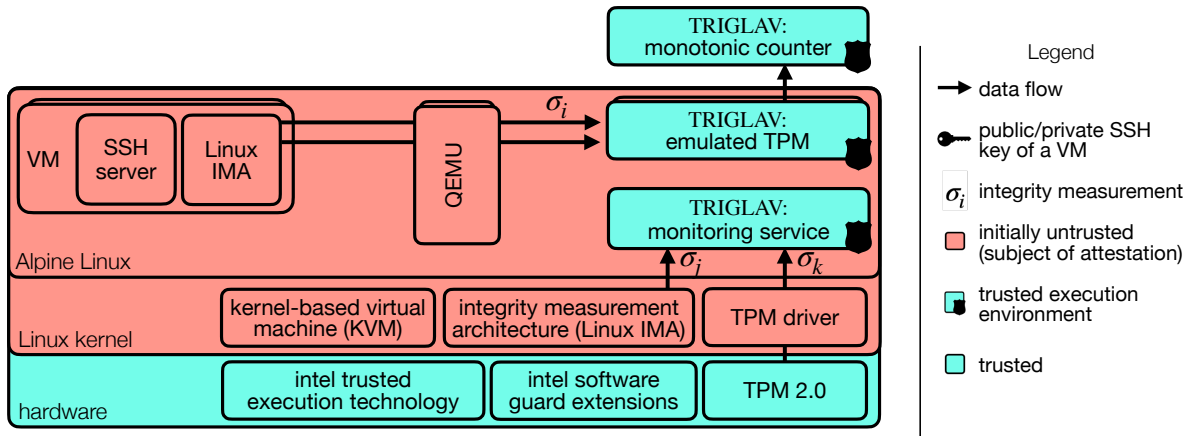 TRIGLAV:
monotonic counter
VM
SSH
server
Linux
IMA
QEMU
σi
TRIGLAV:
emulated TPM
TRIGLAV:
monitoring service
Alpine Linux
σj
σk
kernel-based virtual
machine (KVM)
integrity measurement
architecture (Linux IMA)
TPM driver
Linux kernel
intel trusted
execution technology
intel software
guard extensions
TPM 2.0
hardware
Legend
data flow
public/private SSH
key of a VM
σi integrity measurement
initially untrusted
(subject of attestation)
trusted execution
environment
trusted